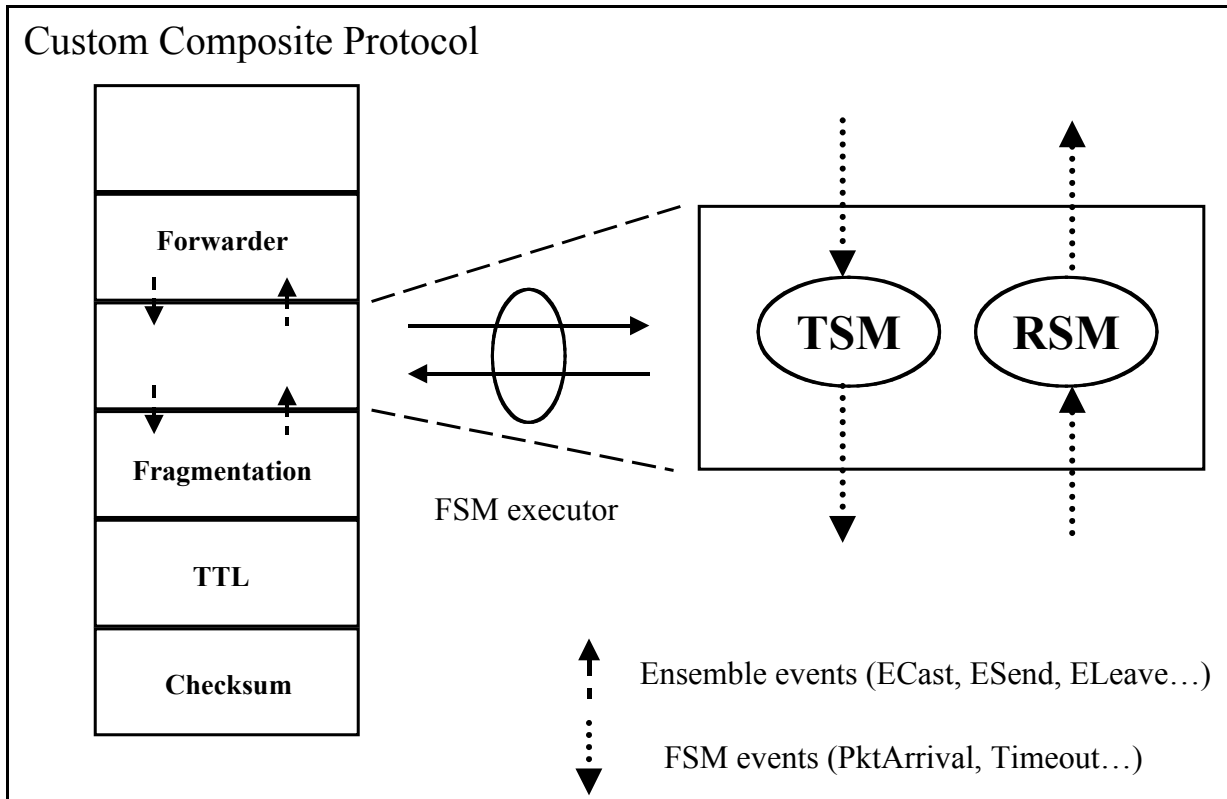 Custom Composite Protocol
Forwarder
Fragmentation
TTL
Checksum
FSM executor
TSM
RSM
Ensemble events (ECast, ESend, ELeave…)
FSM events (PktArrival, Timeout…)